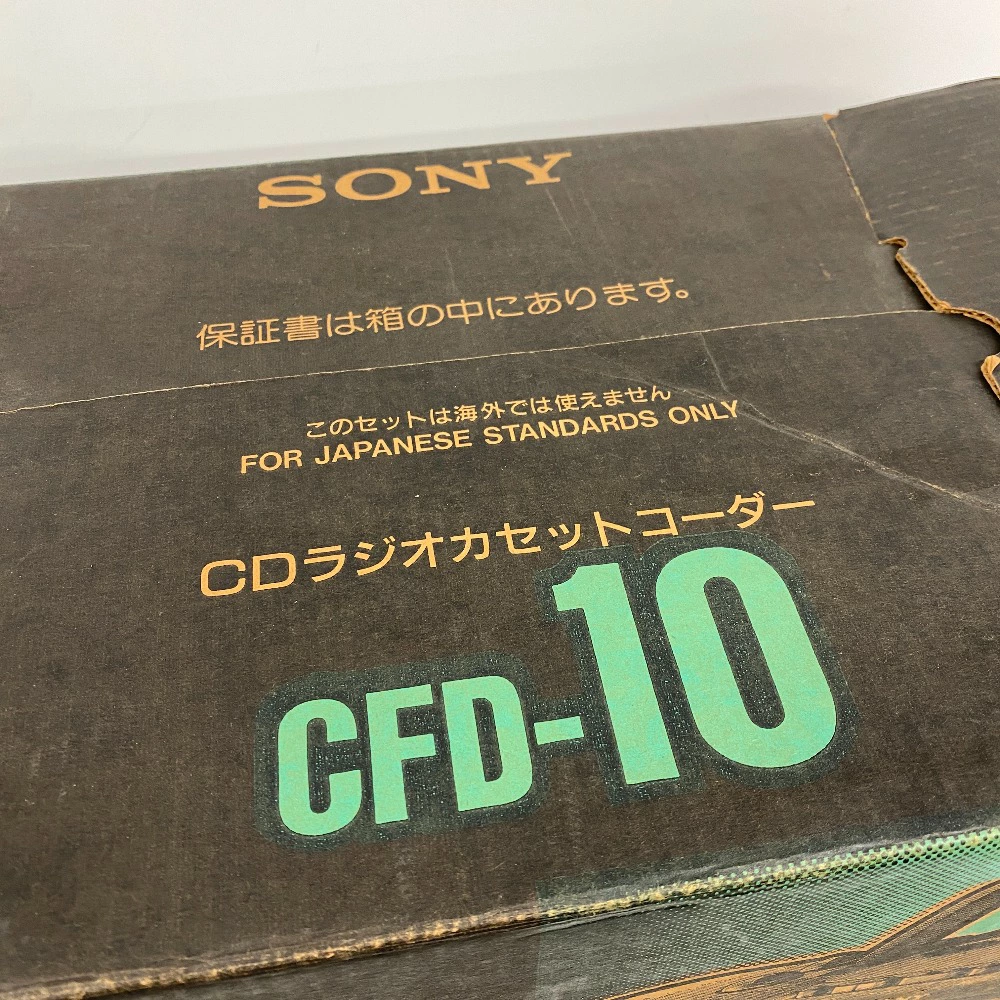 SONY
保証書は箱の中にあります。
このセットは海外では使えません
FOR JAPANESE STANDARDS ONLY
CDラジオカセットコーダー
CFD-10